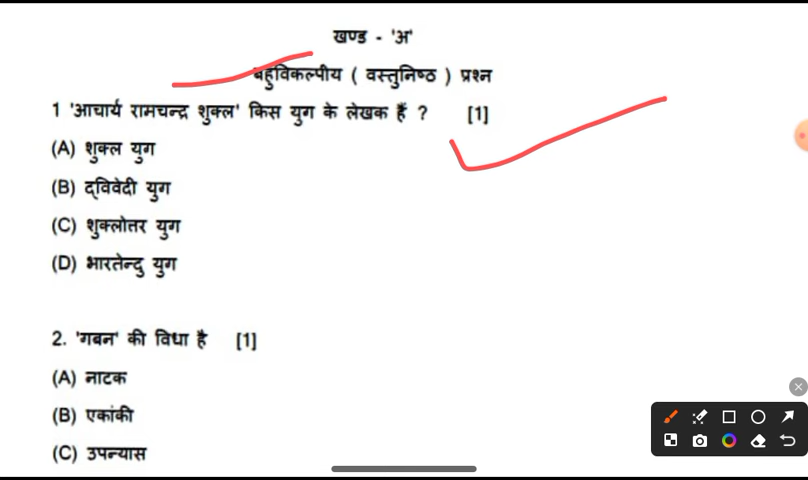 खण्ड - 'अ'
बहुविकल्पीय ( वस्तुनिष्ठ ) प्रश्न
1 'आचार्य रामचन्द्र शुक्ल' किस युग के लेखक हैं ? [1]
(A) शुक्ल युग
(B) द्विवेदी युग
(C) शुक्लोत्तर युग
(D) भारतेन्दु युग
2. 'गबन' की विधा है [1]
(A) नाटक
(B) एकांकी
(C) उपन्यास